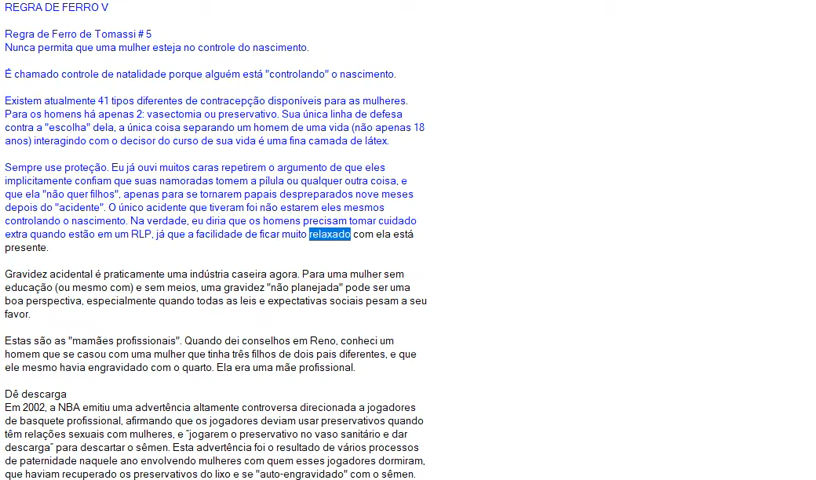 REGRA DE FERRO V
Regra de Ferro de Tomassi # 5
Nunca permita que uma mulher esteja no controle do nascimento.
É chamado controle de natalidade porque alguém está "controlando" o nascimento.
Existem atualmente 41 tipos diferentes de contracepção disponíveis para as mulheres.
Para os homens há apenas 2: vasectomia ou preservativo. Sua única linha de defesa
contra a "escolha" dela, a única coisa separando um homem de uma vida (não apenas 18
anos) interagindo com o decisor do curso de sua vida é uma fina camada de látex.
Sempre use proteção. Eu já ouvi muitos caras repetirem o argumento de que eles
implicitamente confiam que suas namoradas tomem a pílula ou qualquer outra coisa, e
que ela "não quer filhos", apenas para se tornarem papais despreparados nove meses
depois do "acidente". O único acidente que tiveram foi não estarem eles mesmos
controlando o nascimento. Na verdade, eu diria que os homens precisam tomar cuidado
extra quando estão em um RLP, já que a facilidade de ficar muito relaxado com ela está
presente.
Gravidez acidental é praticamente uma indústria caseira agora. Para uma mulher sem
educação (ou mesmo com) e sem meios, uma gravidez "não planejada" pode ser uma
boa perspectiva, especialmente quando todas as leis e expectativas sociais pesam a seu
favor.
Estas são as "mamães profissionais". Quando dei conselhos em Reno, conheci um
homem que se casou com uma mulher que tinha três filhos de dois pais diferentes, e que
ele mesmo havia engravidado com o quarto. Ela era uma mãe profissional.
Dê descarga
Em 2002, a NBA emitiu uma advertência altamente controversa direcionada a jogadores
de basquete profissional, afirmando que os jogadores deviam usar preservativos quando
têm relações sexuais com mulheres, e "jogarem o preservativo no vaso sanitário e dar
descarga" para descartar o sêmen. Esta advertência foi o resultado de vários processos
de paternidade naquele ano envolvendo mulheres com quem esses jogadores dormiram,
que haviam recuperado os preservativos do lixo e se "auto-engravidado" com o sêmen.